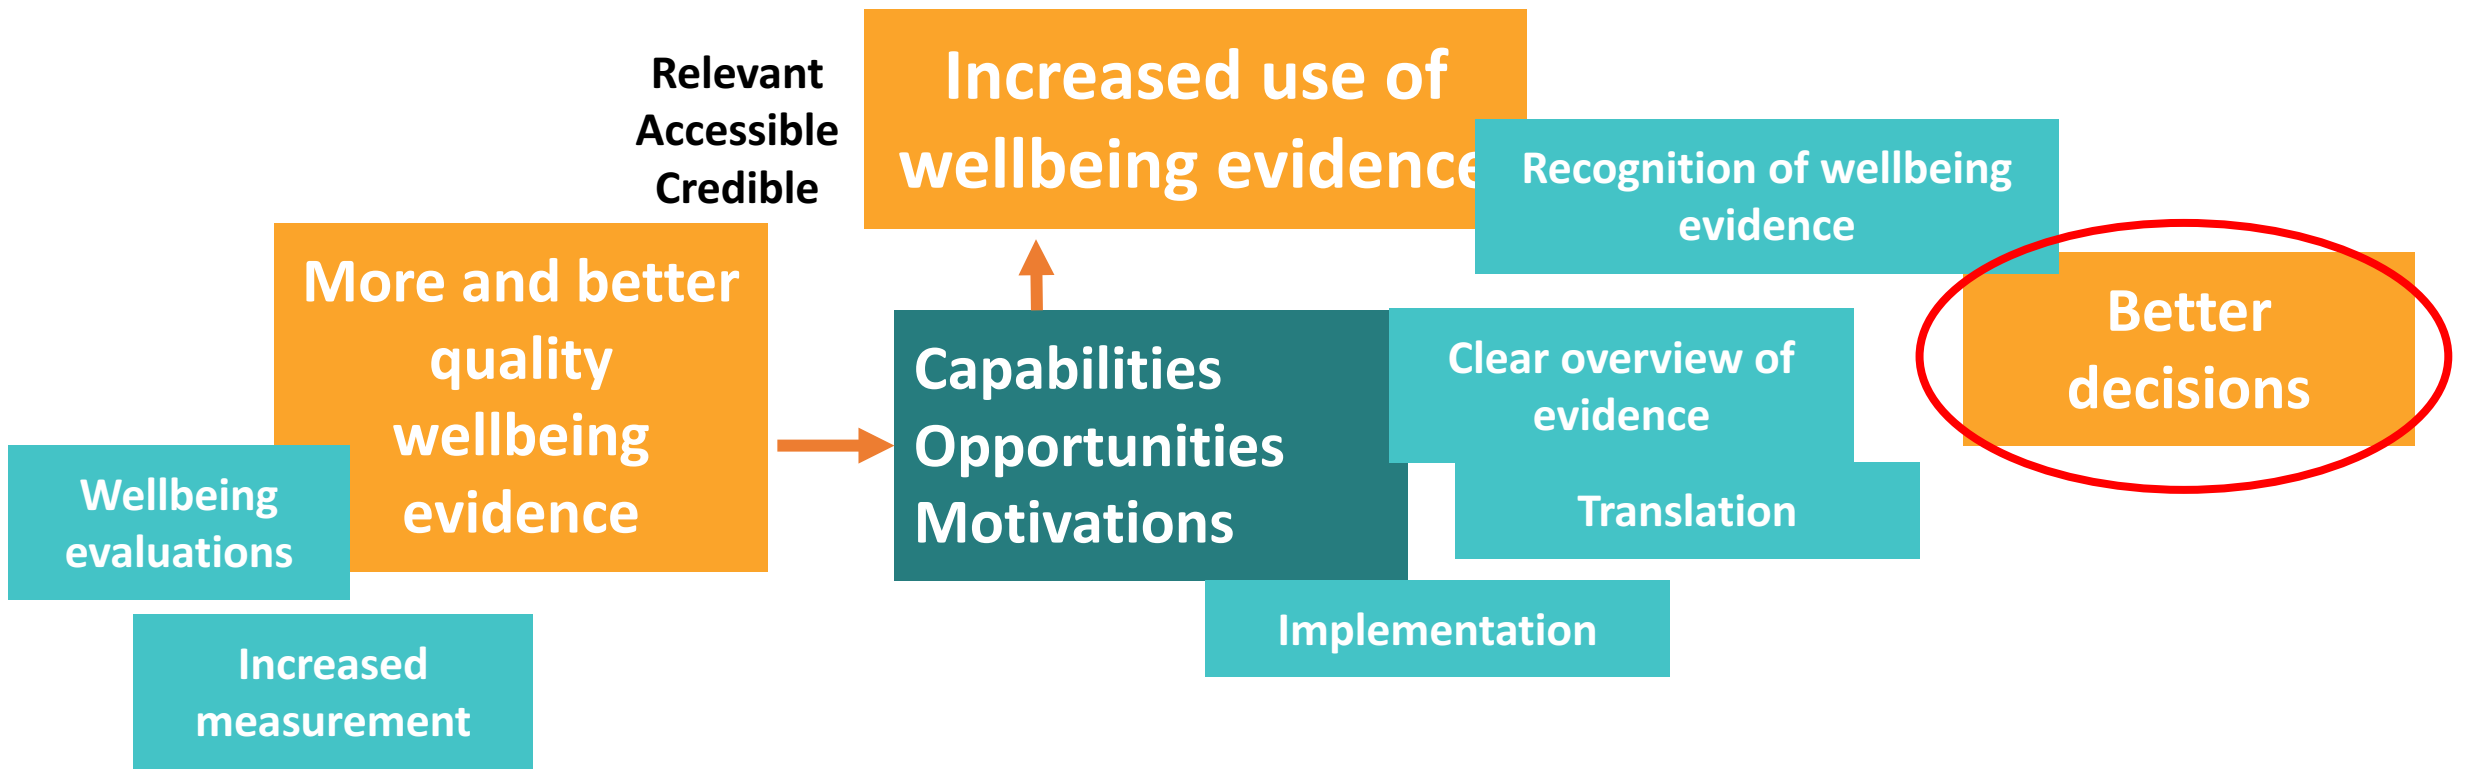 Relevant
Accessible
Credible
Increased use of
wellbeing evidence
Recognition of wellbeing
evidence
More and better
quality
wellbeing
evidence
Capabilities
Opportunities
Motivations
Clear overview of
evidence
Better
decisions
Wellbeing
evaluations
Translation
Implementation
Increased
measurement